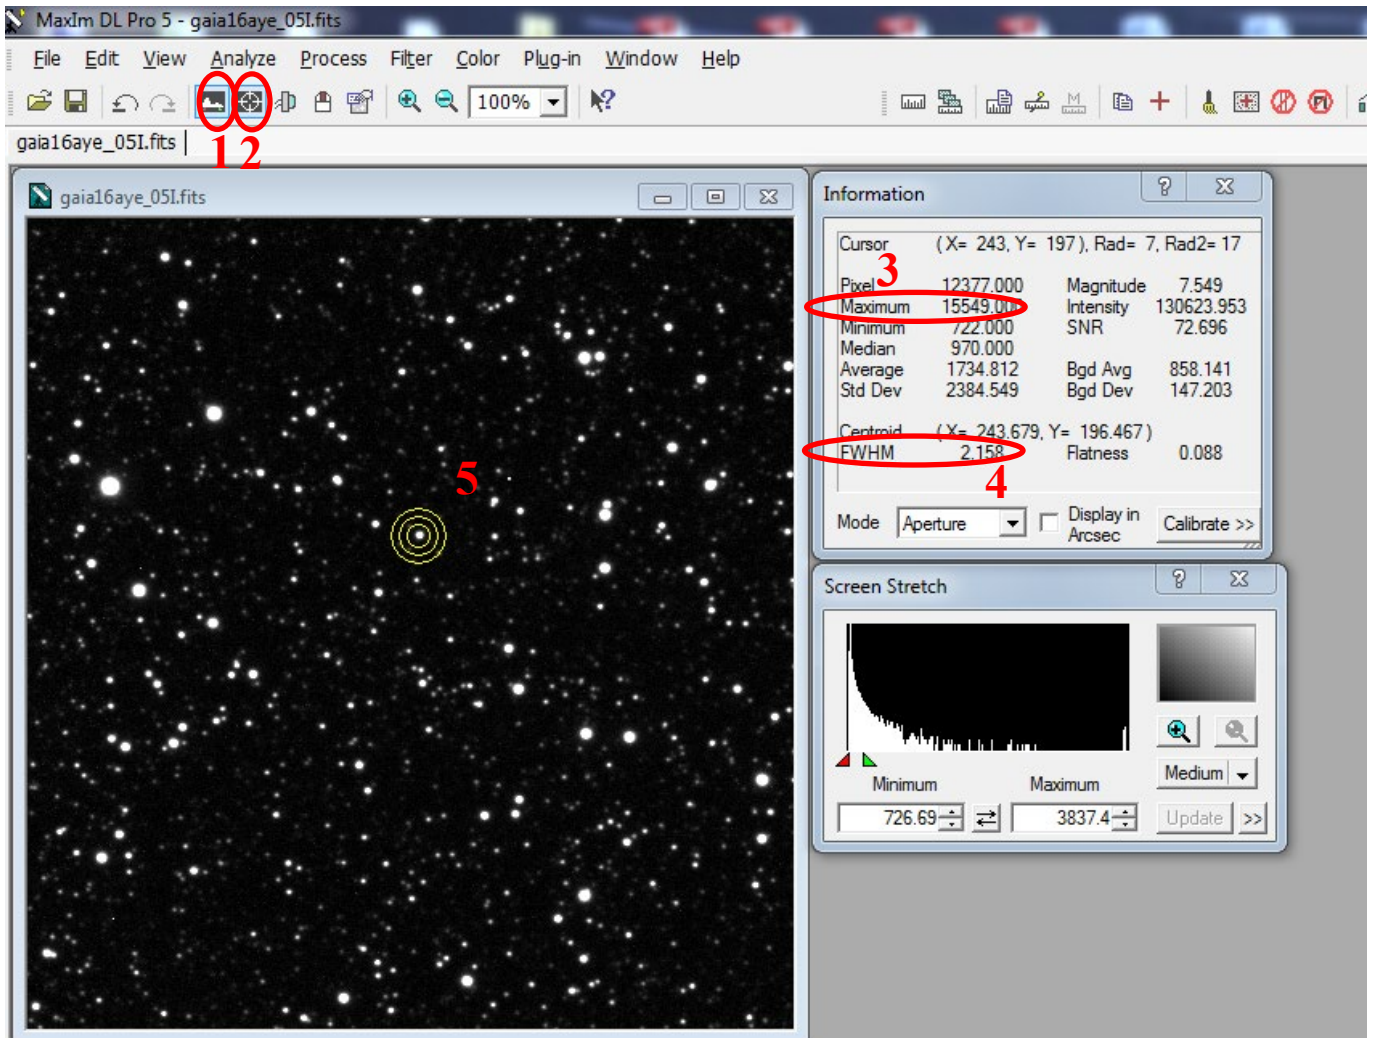 MaxIm DL Pro 5 - gaia16aye_05I.fits
File Edit View Analyze Process Filter Color Plug-in Window Help
100%
1 2
gaia16aye_05I.fits
gaia16aye_05I.fits
Information
Cursor (X= 243, Y= 197), Rad= 7, Rad2= 17
3
Pixel 12377.000 Magnitude 7.549
Maximum 15549.000 Intensity 130623.953
Minimum 722.000 SNR 72.696
Median 970.000
Average 1734.812 Bgd Avg 858.141
Std Dev 2384.549 Bgd Dev 147.203
Centroid (X= 243.679, Y= 196.467)
FWHM 2.158 Flatness 0.088
4
5
Mode Aperture Display in Arcsec Calibrate >>
Screen Stretch
Medium
Minimum Maximum
726.69 3837.4 Update >>